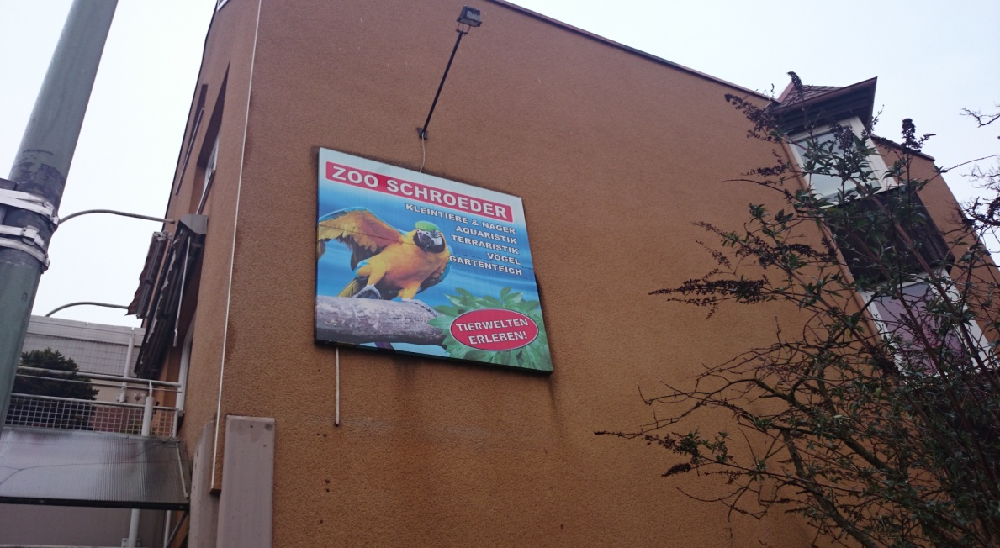 ZOO SCHROEDER
KLEINTIERE & NAGER
AQUARISTIK
TERRARISTIK
VÖGEL
GARTENTEICH
TIERWELTEN
ERLEBEN!